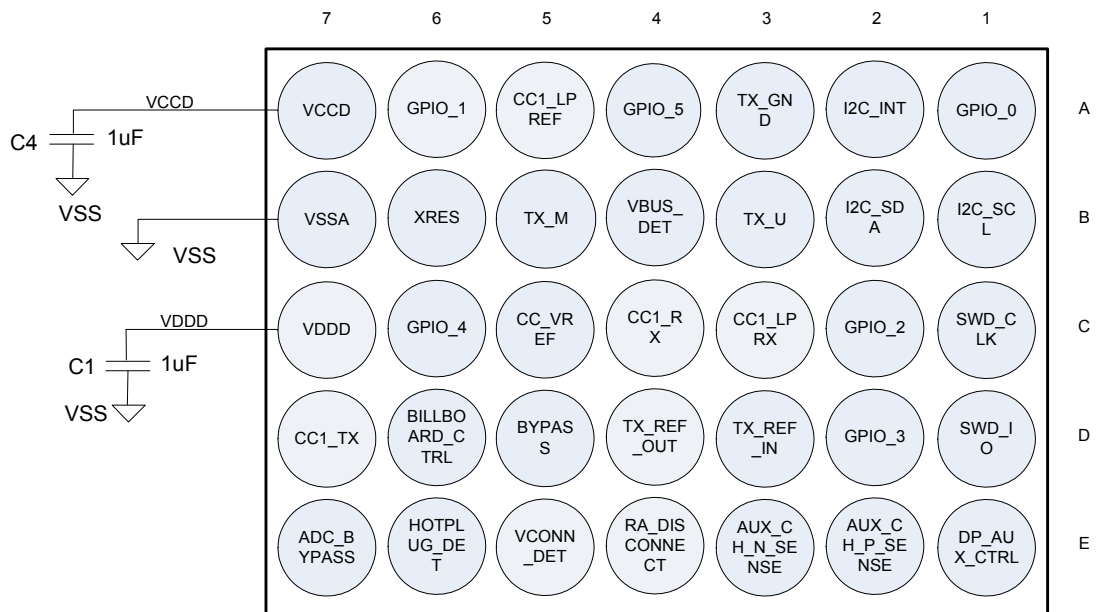 7 6 5 4 3 2 1
VCCD
C4 1uF
VSS
VCCD GPIO_1 CC1_LP GPIO_5 TX_GN I2C_INT GPIO_0 A
REF D
VSS
VSSA XRES TX_M VBUS_ TX_U I2C_SD I2C_SC B
DET A L
VDDD
C1 1uF
VSS
VDDD GPIO_4 CC_VR CC1_R CC1_LP GPIO_2 SWD_C C
EF X RX LK
CC1_TX BILLBO BYPAS TX_REF TX_REF GPIO_3 SWD_I D
ARD_C S _OUT _IN O
TRL
ADC_B HOTPL VCONN RA_DIS AUX_C AUX_C DP_AU E
YPASS UG_DE _DET CONNE H_N_SE H_P_SE X_CTRL
T CT NSE NSE